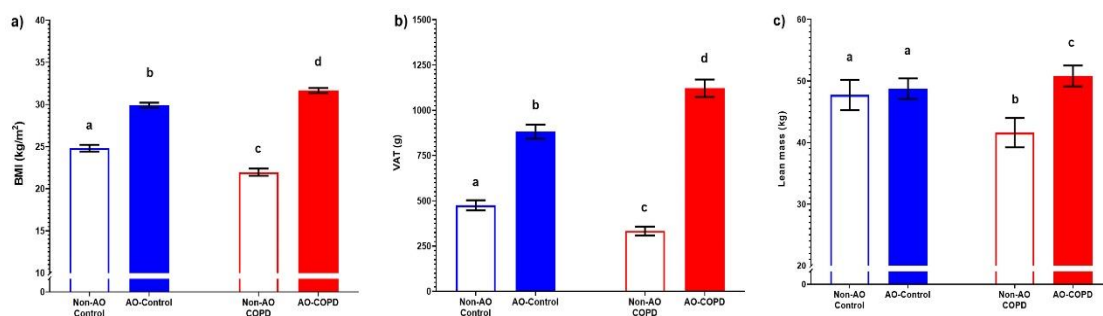 a)
BMI (kg/m²)
40
35
30
25
20
15
10
0
a
b
c
d
Non-AO
Control
AO-Control
Non-AO
COPD
AO-COPD
b)
VAT (g)
1500
1250
1000
750
500
250
0
a
b
c
d
Non-AO
Control
AO-Control
Non-AO
COPD
AO-COPD
c)
Lean mass (kg)
60
50
40
30
20
0
a
a
b
c
Non-AO
Control
AO-Control
Non-AO
COPD
AO-COPD